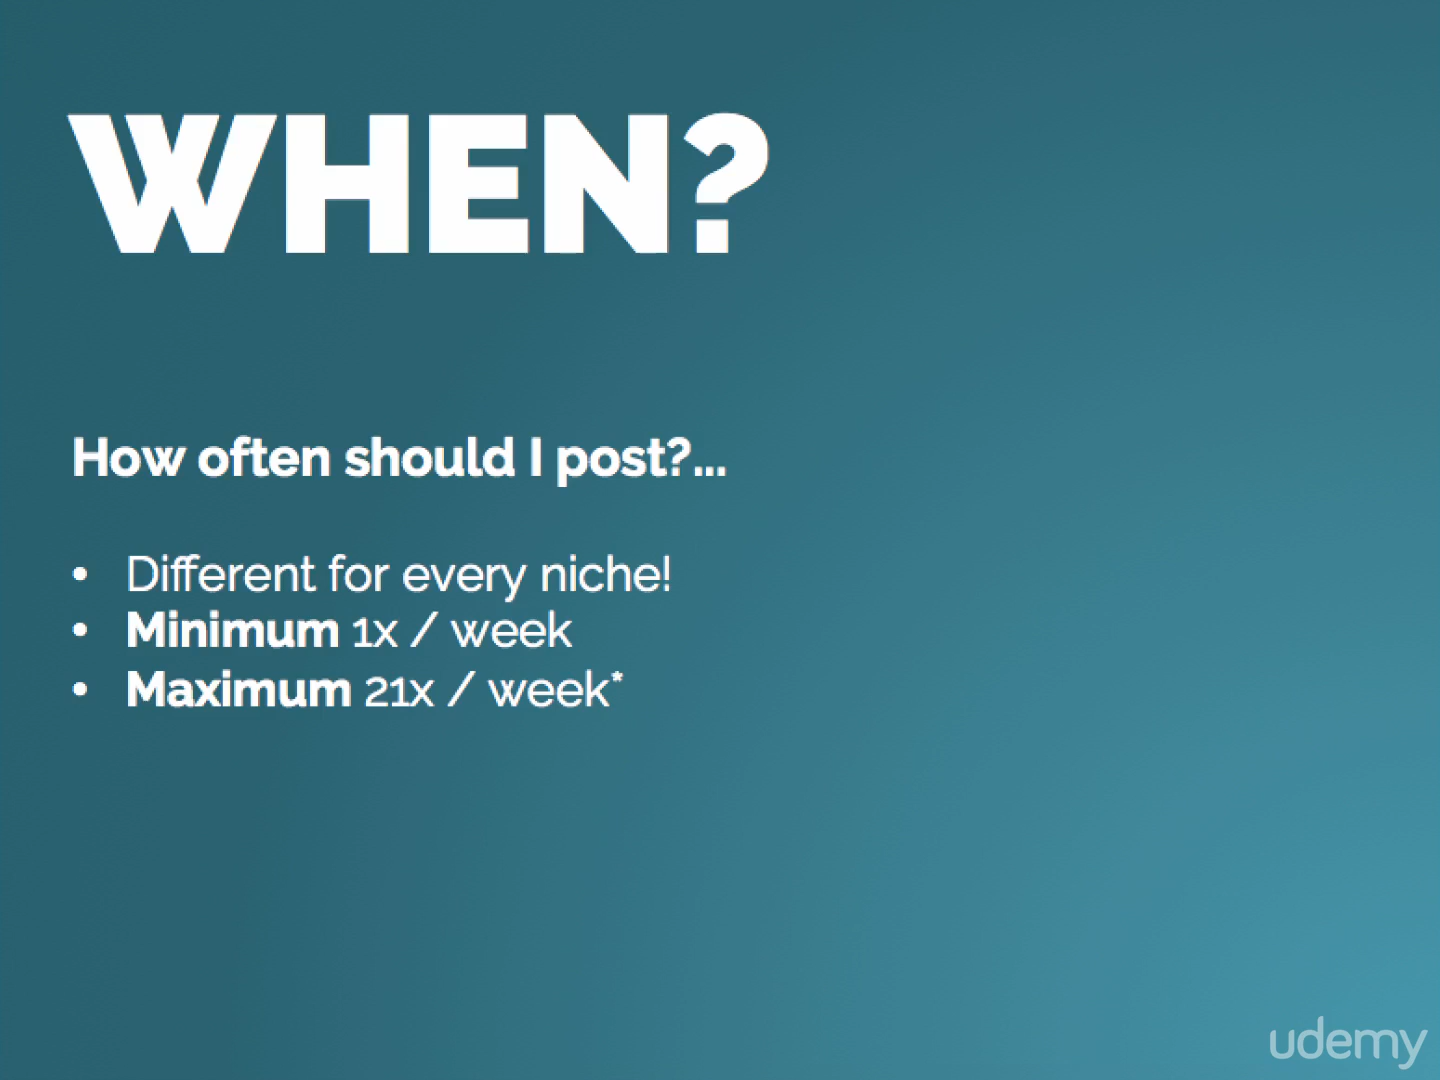 WHEN?
How often should I post?...
• Different for every niche!
• Minimum 1x / week
• Maximum 21x / week*
udemy